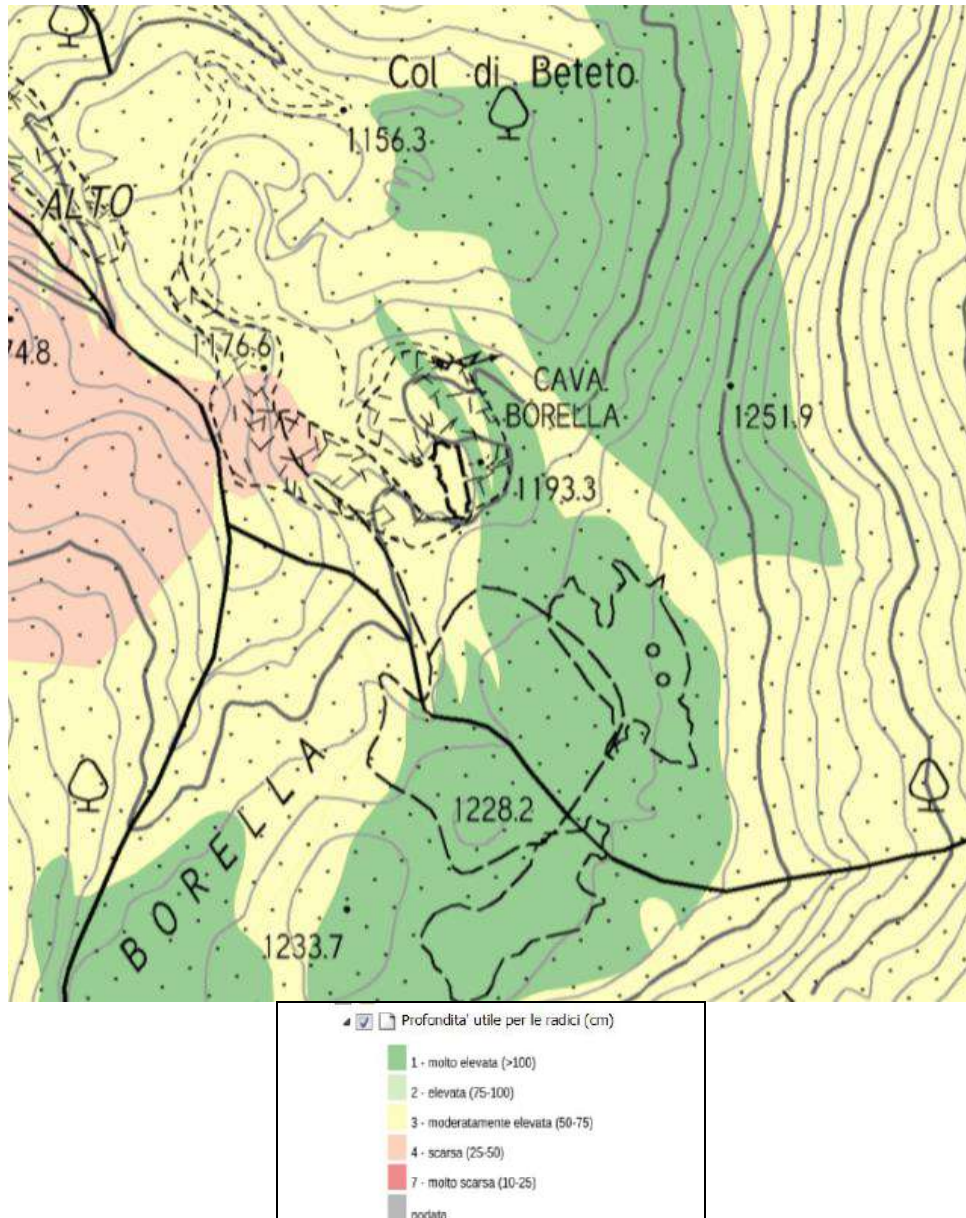 Col di Beteto
1156.3
ALTO
74.8.
1176.6
CAVA
BORELLA
1251.9
1193.3
BORELLA
1228.2
1233.7
Profondita' utile per le radici (cm)
1 - molto elevata (>100)
2 - elevata (75-100)
3 - moderatamente elevata (50-75)
4 - scarsa (25-50)
7 - molto scarsa (10-25)
nodata